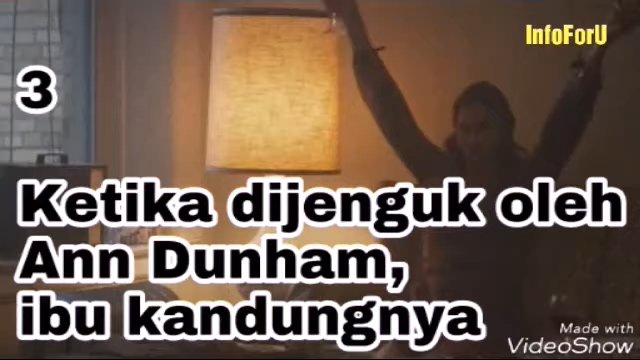 InfoForU
3
Ketika dijenguk oleh
Ann Dunham,
ibu kandungnya
Made with
VideoShow